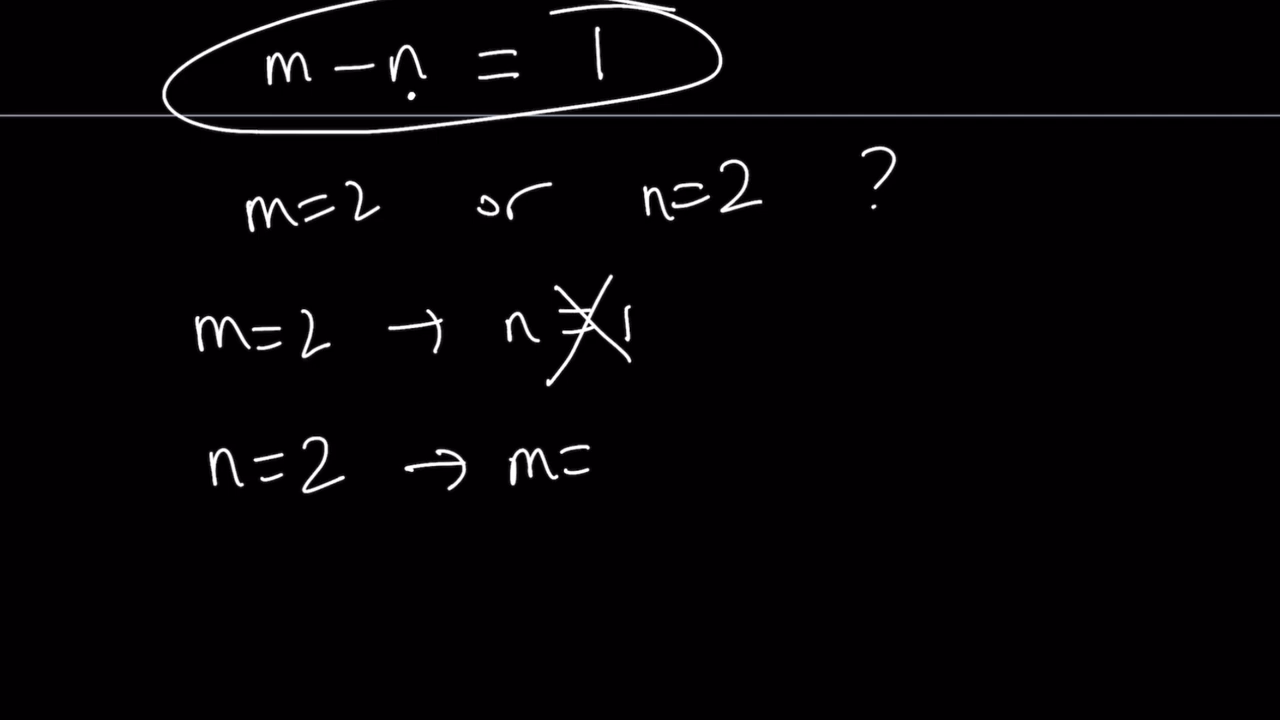 m - n = 1
m=2 or n=2 ?
m=2 → n = 1
n=2 → m=